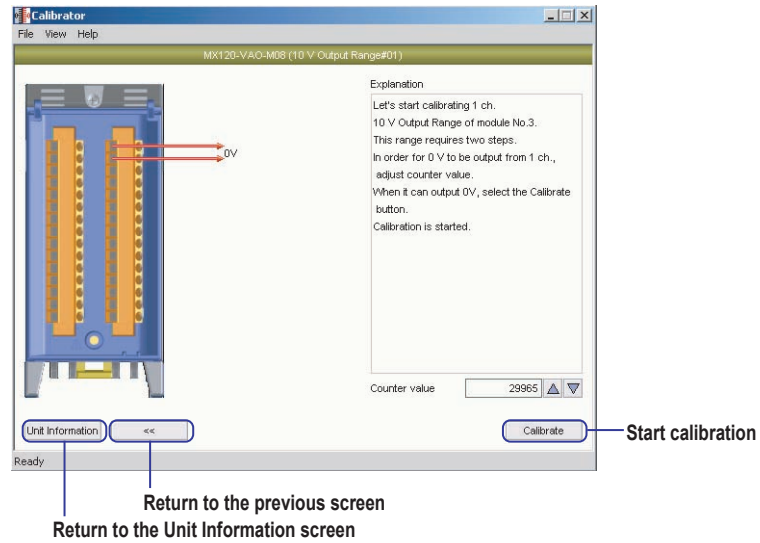 Calibrator
File View Help
MX120-VAO-M08 (10 V Output Range#01)
0V
Explanation
Let's start calibrating 1 ch.
10 V Output Range of module No.3.
This range requires two steps.
In order for 0 V to be output from 1 ch.,
adjust counter value.
When it can output 0V, select the Calibrate
button.
Calibration is started.
Counter value 29965
Unit Information << Calibrate
Start calibration
Ready
Return to the previous screen
Return to the Unit Information screen